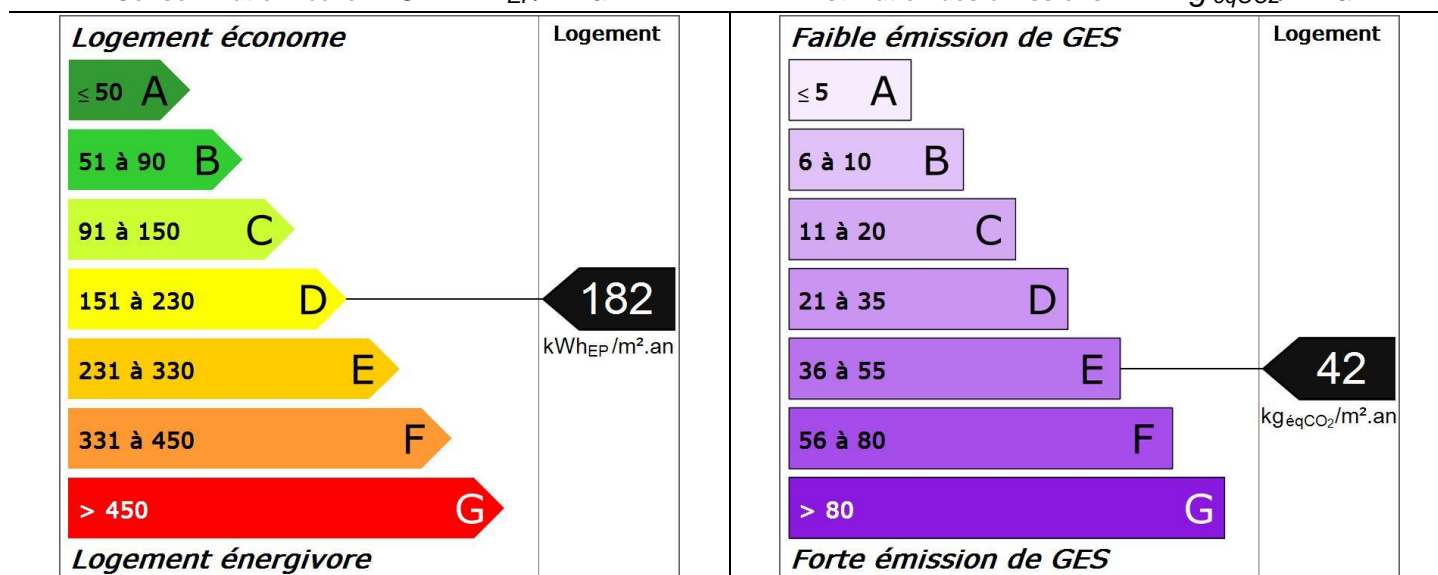 Logement économe
Logement
≤ 50 A
51 à 90 B
91 à 150 C
151 à 230 D
182
kWhEP/m².an
231 à 330 E
331 à 450 F
> 450 G
Logement énergivore
Faible émission de GES
Logement
≤ 5 A
6 à 10 B
11 à 20 C
21 à 35 D
36 à 55 E
42
kgéqCO2/m².an
56 à 80 F
> 80 G
Forte émission de GES